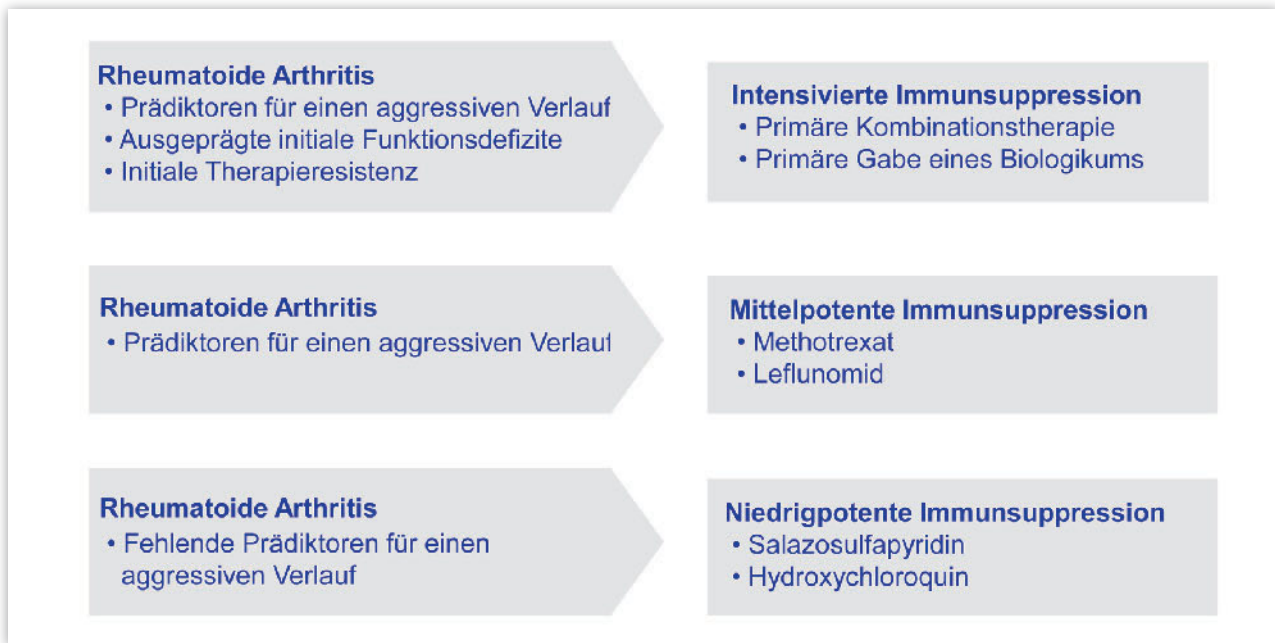 Rheumatoide Arthritis
• Prädiktoren für einen aggressiven Verlauf
• Ausgeprägte initiale Funktionsdefizite
• Initiale Therapieresistenz
Intensivierte Immunsuppression
• Primäre Kombinationstherapie
• Primäre Gabe eines Biologikums
Rheumatoide Arthritis
• Prädiktoren für einen aggressiven Verlauf
Mittelpotente Immunsuppression
• Methotrexat
• Leflunomid
Rheumatoide Arthritis
• Fehlende Prädiktoren für einen
aggressiven Verlauf
Niedrigpotente Immunsuppression
• Salazosulfapyridin
• Hydroxychloroquin